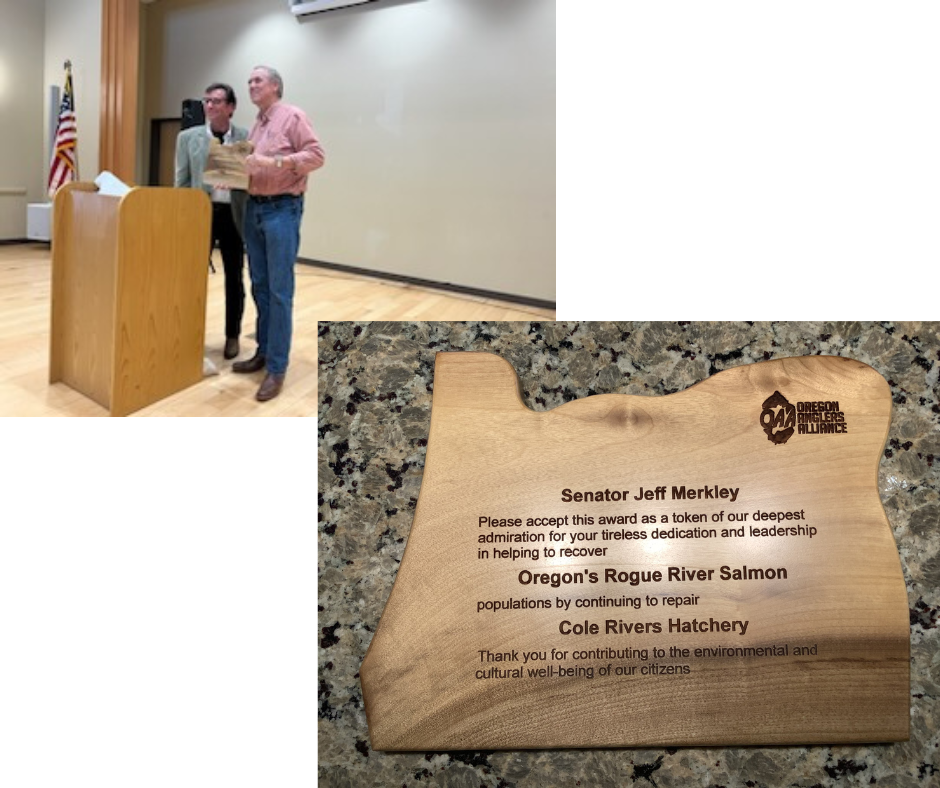 OAA
OREGON
ANGLERS
ALLIANCE
Senator Jeff Merkley
Please accept this award as a token of our deepest
admiration for your tireless dedication and leadership
in helping to recover
Oregon's Rogue River Salmon
populations by continuing to repair
Cole Rivers Hatchery
Thank you for contributing to the environmental and
cultural well-being of our citizens